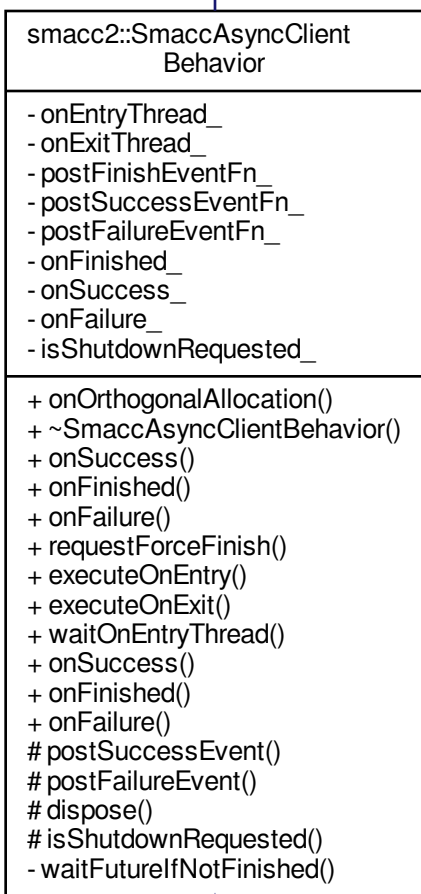 smacc2::SmaccAsyncClient
Behavior
- onEntryThread_
- onExitThread_
- postFinishEventFn_
- postSuccessEventFn_
- postFailureEventFn_
- onFinished_
- onSuccess_
- onFailure_
- isShutdownRequested_
+ onOrthogonalAllocation()
+ ~SmaccAsyncClientBehavior()
+ onSuccess()
+ onFinished()
+ onFailure()
+ requestForceFinish()
+ executeOnEntry()
+ executeOnExit()
+ waitOnEntryThread()
+ onSuccess()
+ onFinished()
+ onFailure()
# postSuccessEvent()
# postFailureEvent()
# dispose()
# isShutdownRequested()
- waitFutureIfNotFinished()